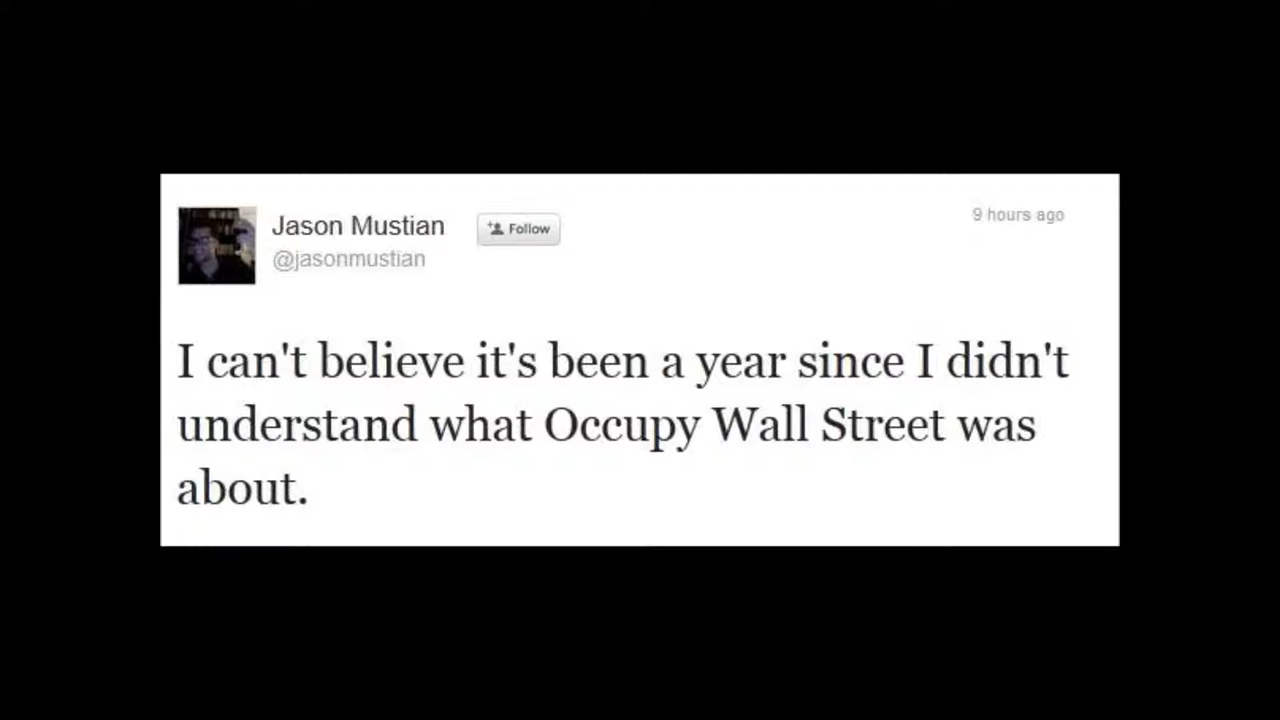 Jason Mustian
Follow
9 hours ago
@jasonmustian
I can't believe it's been a year since I didn't
understand what Occupy Wall Street was
about.